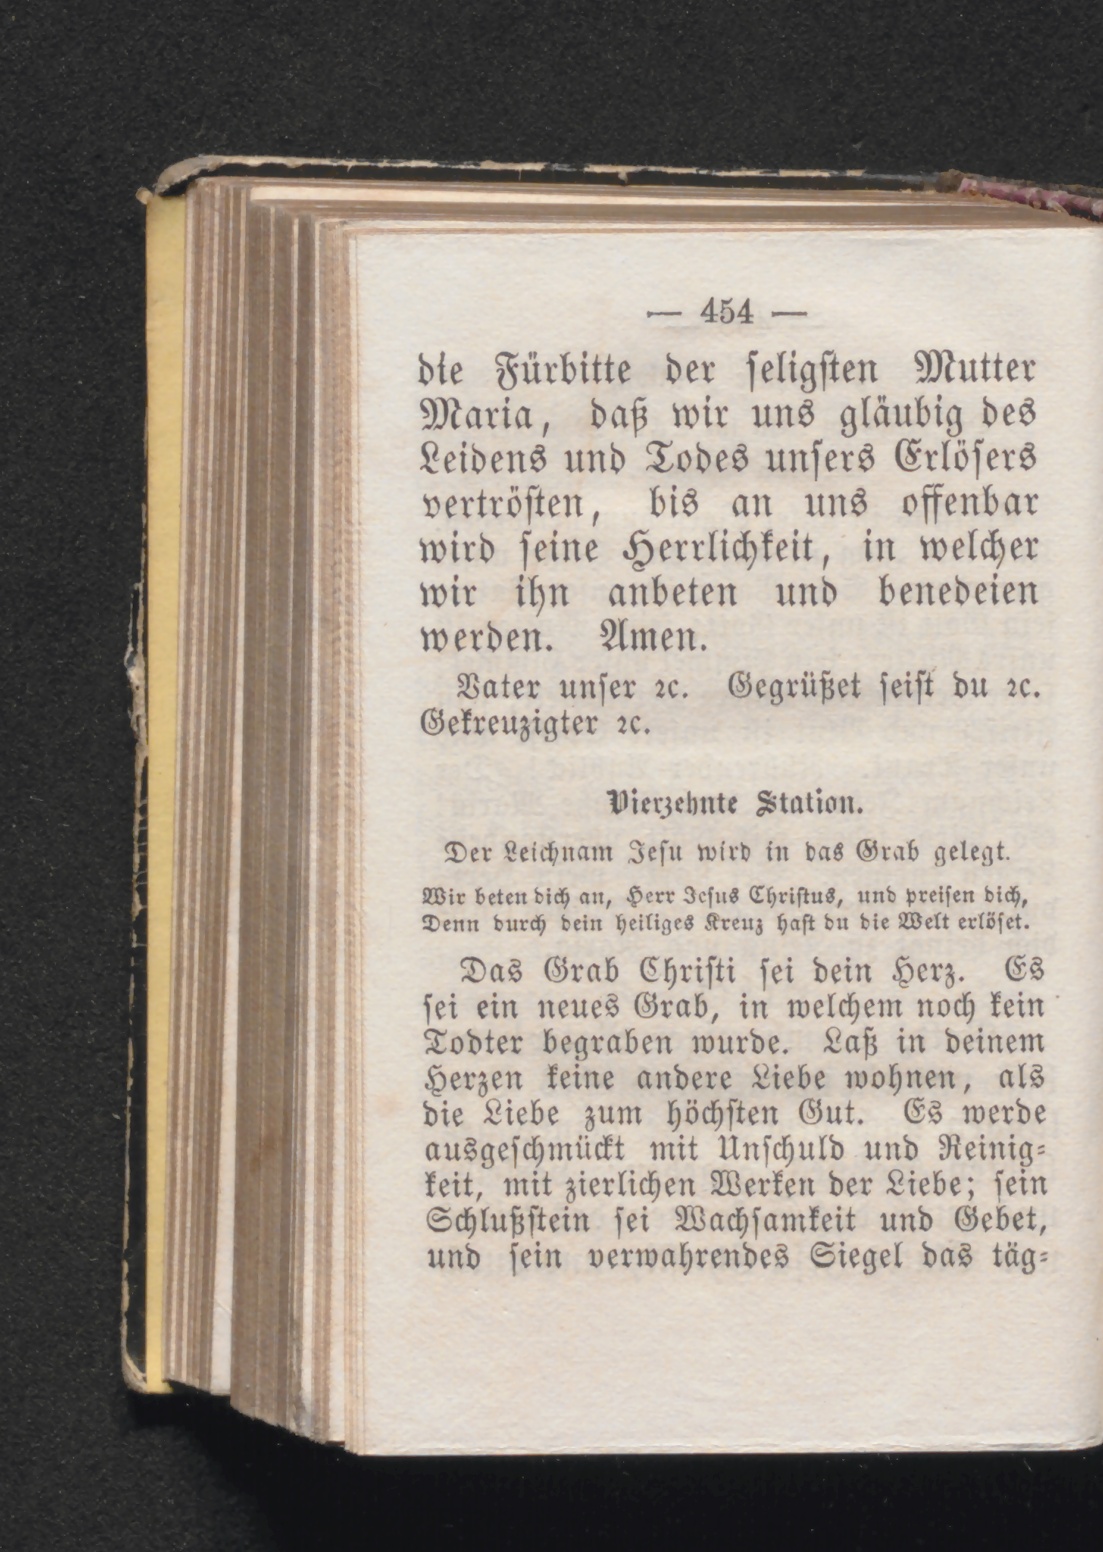 — 454 —
die Fürbitte der seligsten Mutter
Maria, daß wir uns gläubig des
Leidens und Todes unsers Erlösers
vertrösten, bis an uns offenbar
wird seine Herrlichkeit, in welcher
wir ihn anbeten und benedeien
werden. Amen.
Vater unser ꝛc. Gegrüßet seist du ꝛc.
Gekreuzigter ꝛc.
Vierzehnte Station.
Der Leichnam Jesu wird in das Grab gelegt.
Wir beten dich an, Herr Jesus Christus, und preisen dich,
Denn durch dein heiliges Kreuz hast du die Welt erlöset.
Das Grab Christi sei dein Herz. Es
sei ein neues Grab, in welchem noch kein
Todter begraben wurde. Laß in deinem
Herzen keine andere Liebe wohnen, als
die Liebe zum höchsten Gut. Es werde
ausgeschmückt mit Unschuld und Reinig⸗
keit, mit zierlichen Werken der Liebe; sein
Schlußstein sei Wachsamkeit und Gebet,
und sein verwahrendes Siegel das täg⸗